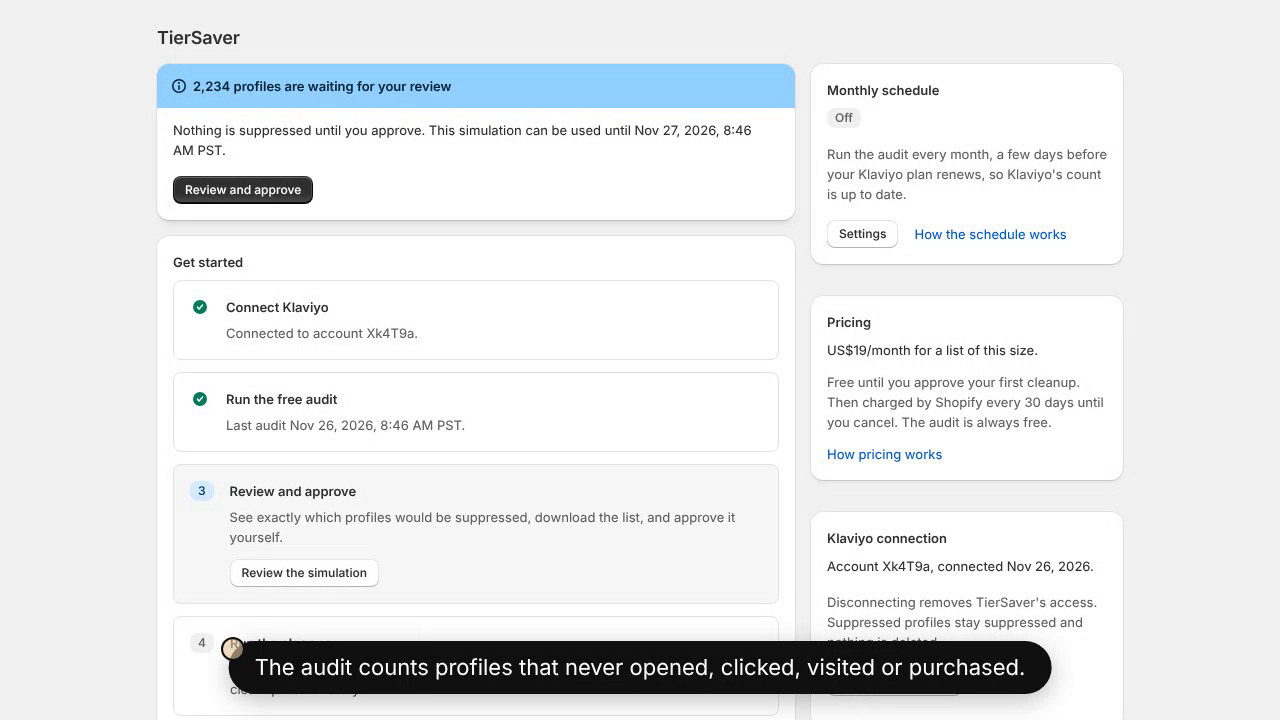 TierSaver
2,234 profiles are waiting for your review
Nothing is suppressed until you approve. This simulation can be used until Nov 27, 2026, 8:46
AM PST.
Review and approve
Get started
Connect Klaviyo
Connected to account Xk4T9a.
Run the free audit
Last audit Nov 26, 2026, 8:46 AM PST.
3
Review and approve
See exactly which profiles would be suppressed, download the list, and approve it
yourself.
Review the simulation
4
The audit counts profiles that never opened, clicked, visited or purchased.
Monthly schedule
Off
Run the audit every month, a few days before
your Klaviyo plan renews, so Klaviyo's count
is up to date.
Settings
How the schedule works
Pricing
US$19/month for a list of this size.
Free until you approve your first cleanup.
Then charged by Shopify every 30 days until
you cancel. The audit is always free.
How pricing works
Klaviyo connection
Account Xk4T9a, connected Nov 26, 2026.
Disconnecting removes TierSaver's access.
Suppressed profiles stay suppressed and
nothing is deleted.